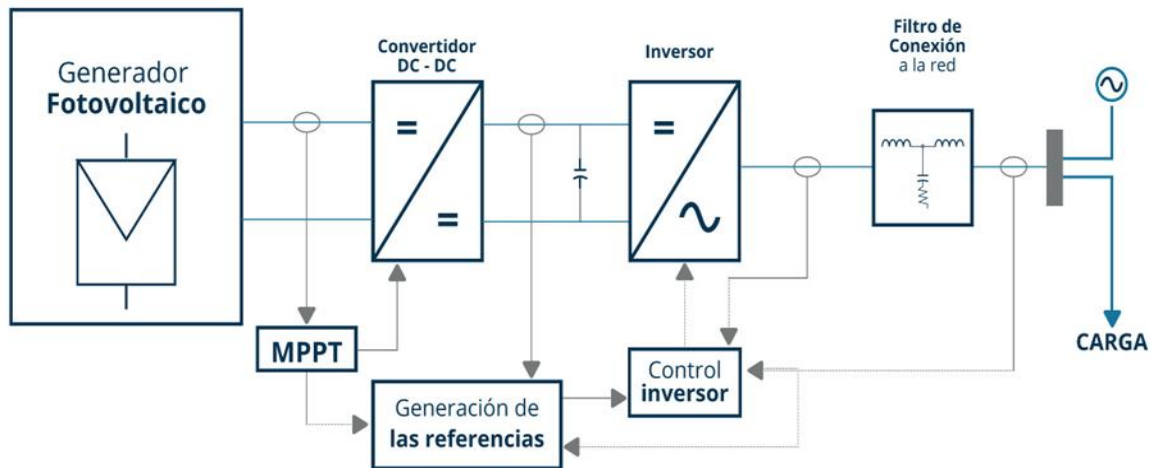 Generador
Fotovoltaico
Convertidor
DC - DC
Inversor
Filtro de
Conexión
a la red
MPPT
Generación de
las referencias
Control
inversor
CARGA